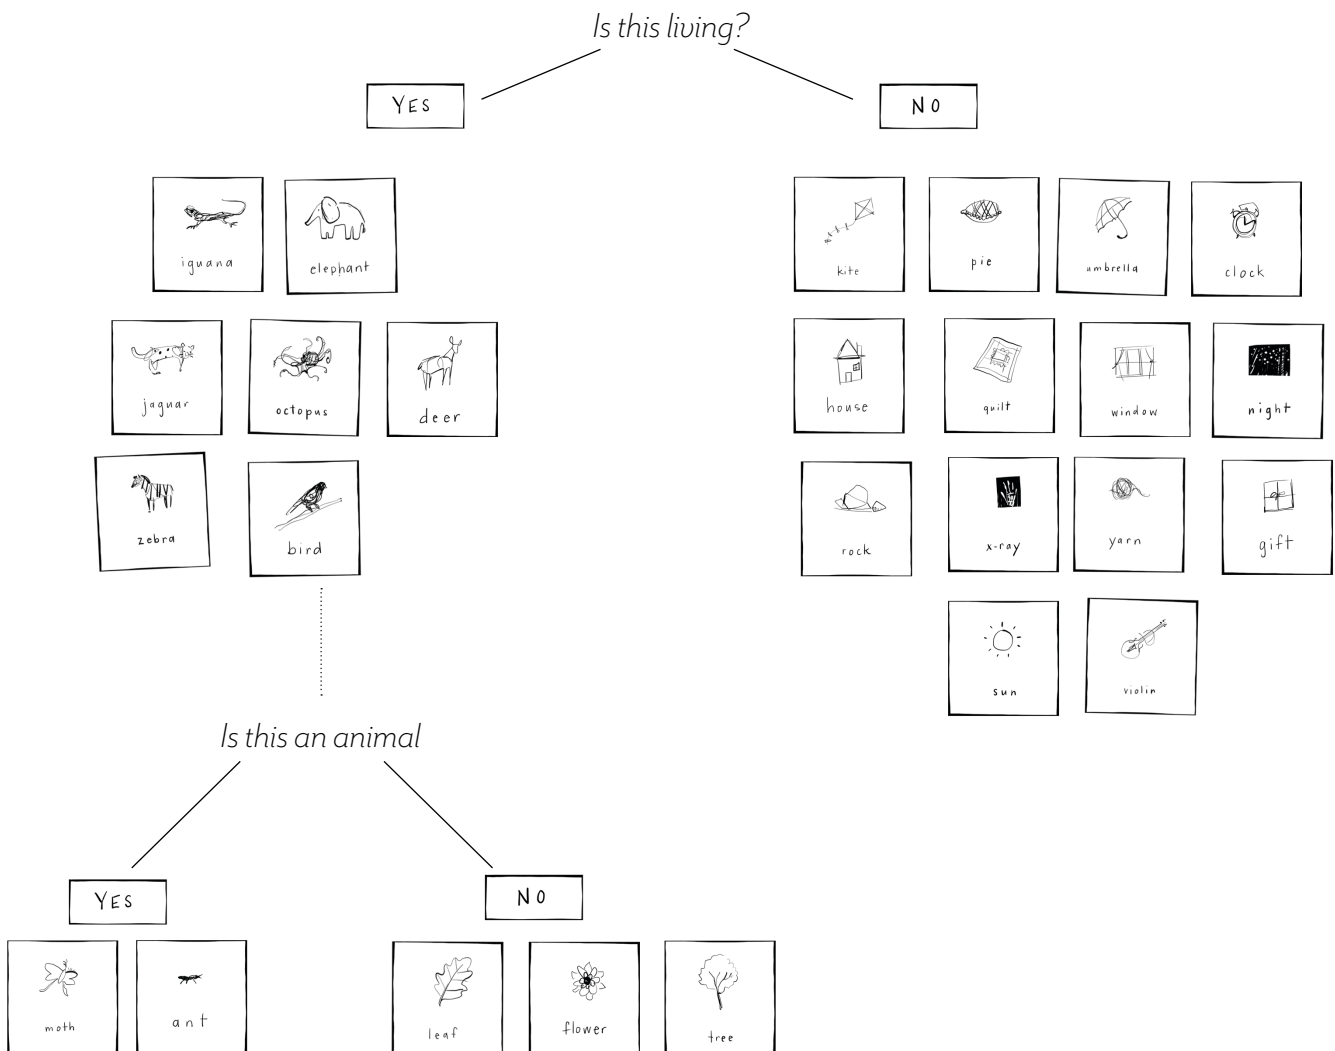 Is this living?
YES
NO
iguana
elephant
kite
pie
umbrella
clock
jaguar
octopus
deer
house
quilt
window
night
zebra
bird
rock
x-ray
yarn
gift
sun
violin
Is this an animal
YES
NO
moth
ant
leaf
flower
tree